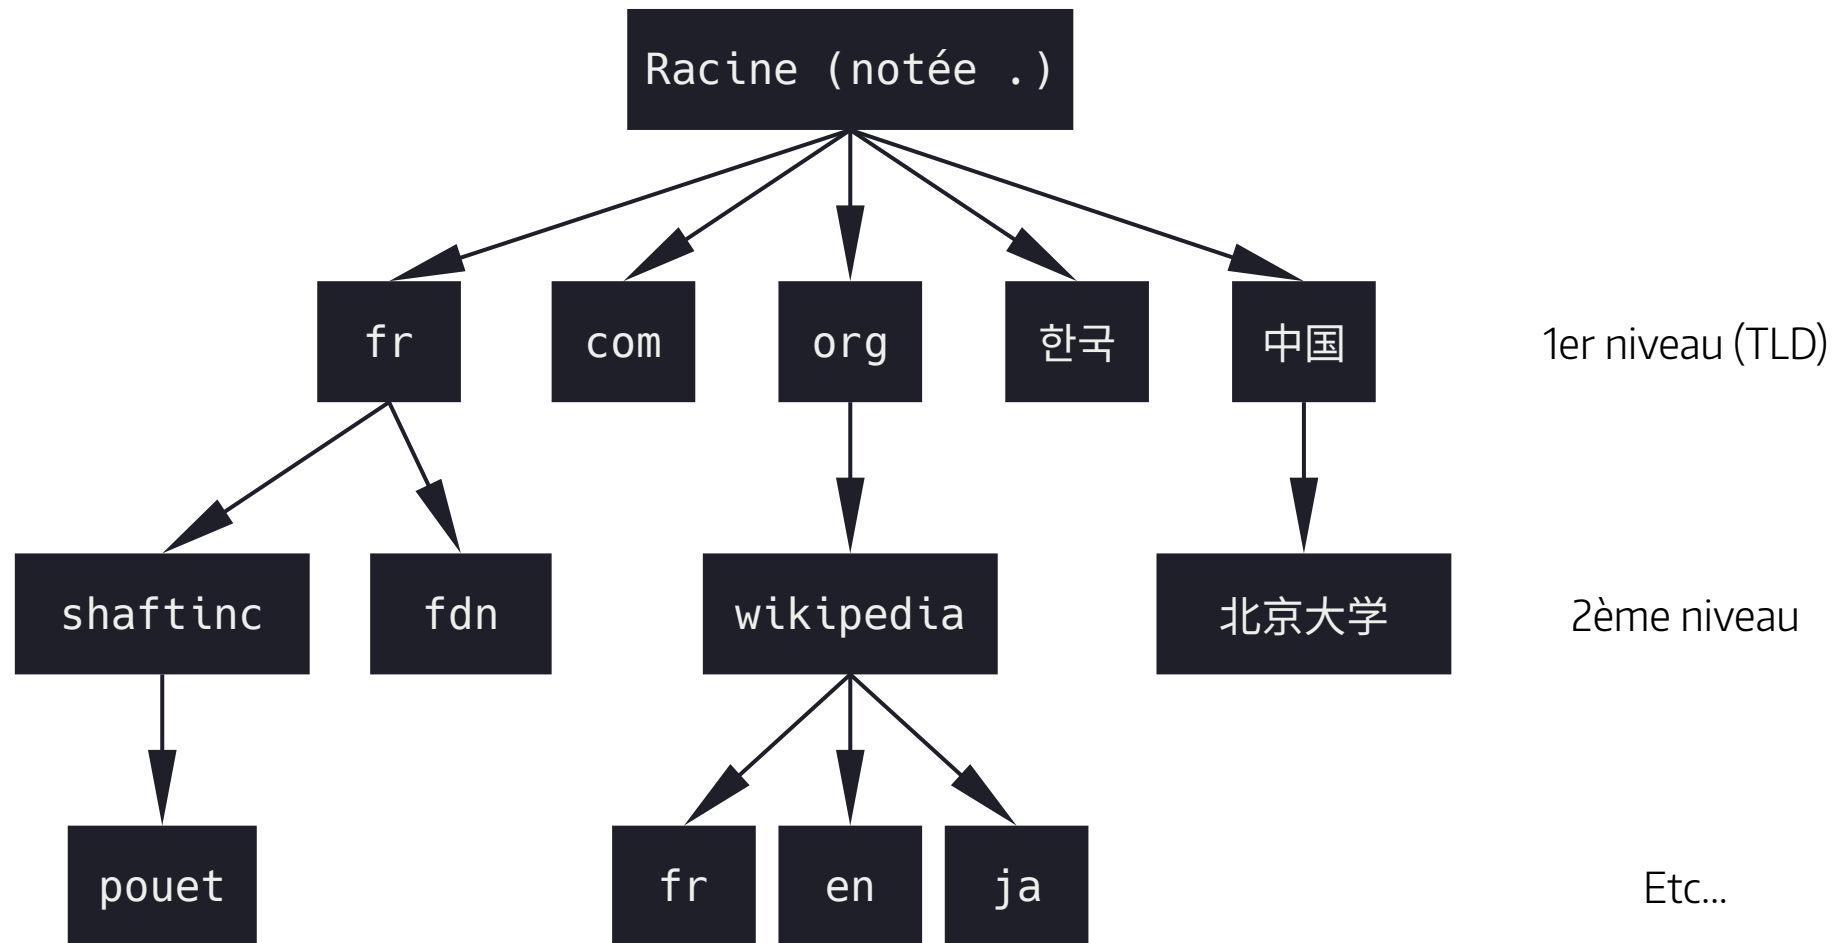 Racine (notée .)
fr
com
org
한국
中国
1er niveau (TLD)
shaftinc
fdn
wikipedia
北京大学
2ème niveau
pouet
fr
en
ja
Etc...